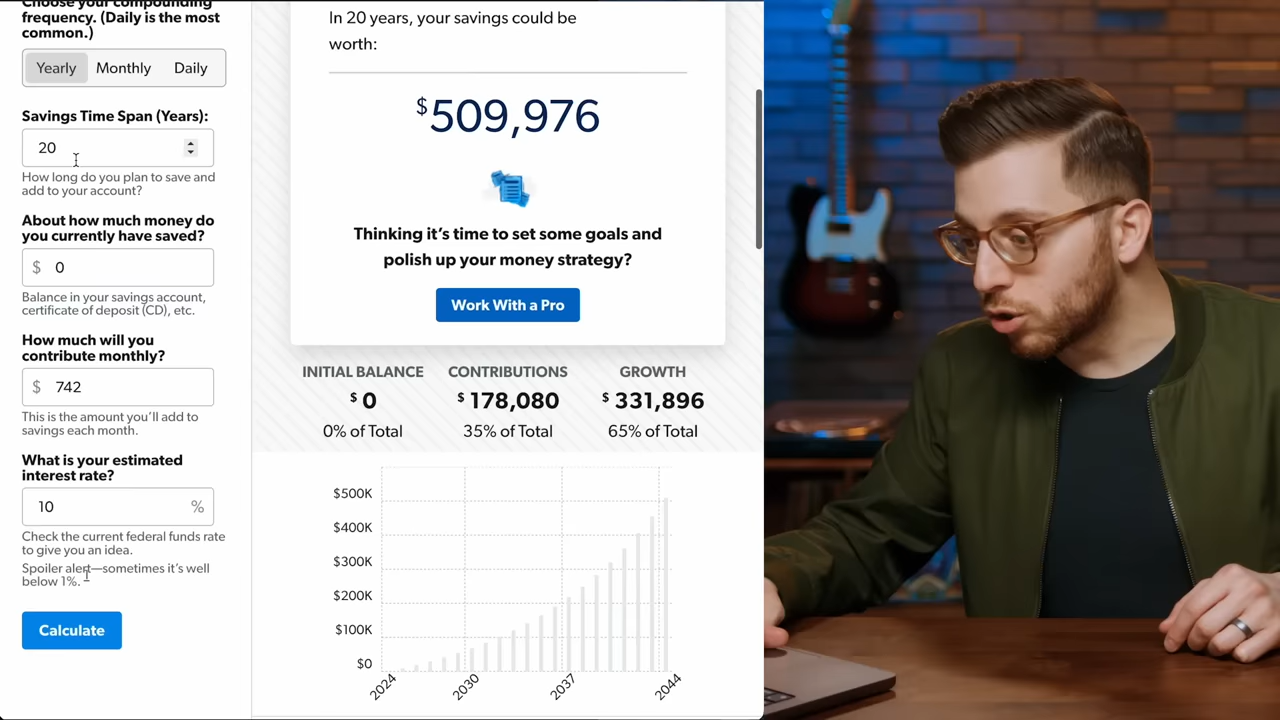 Choose your compounding
frequency. (Daily is the most
common.)
Yearly Monthly Daily
Savings Time Span (Years):
20
How long do you plan to save and
add to your account?
About how much money do
you currently have saved?
$ 0
Balance in your savings account,
certificate of deposit (CD), etc.
How much will you
contribute monthly?
$ 742
This is the amount you'll add to
savings each month.
What is your estimated
interest rate?
10 %
Check the current federal funds rate
to give you an idea.
Spoiler alert—sometimes it's well
below 1%.
Calculate
In 20 years, your savings could be
worth:
$509,976
Thinking it's time to set some goals and
polish up your money strategy?
Work With a Pro
INITIAL BALANCE CONTRIBUTIONS GROWTH
$ 0 $ 178,080 $ 331,896
0% of Total 35% of Total 65% of Total
$500K
$400K
$300K
$200K
$100K
$0
2024 2030 2037 2044